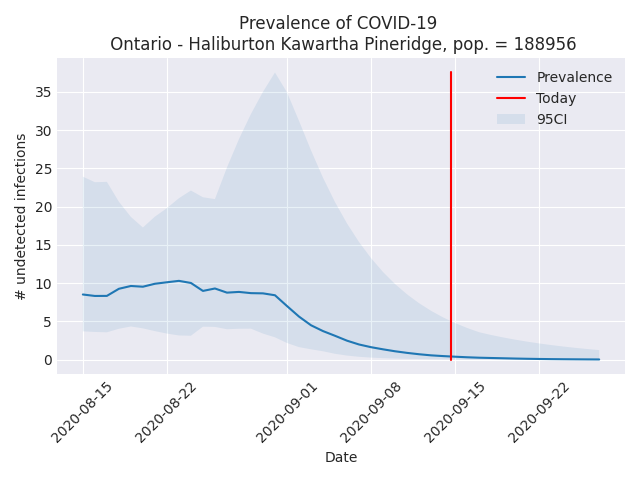 Prevalence of COVID-19
Ontario - Haliburton Kawartha Pineridge, pop. = 188956
Prevalence
Today
95CI
# undetected infections
35
30
25
20
15
10
5
0
2020-08-15
2020-08-22
2020-09-01
2020-09-08
2020-09-15
2020-09-22
Date